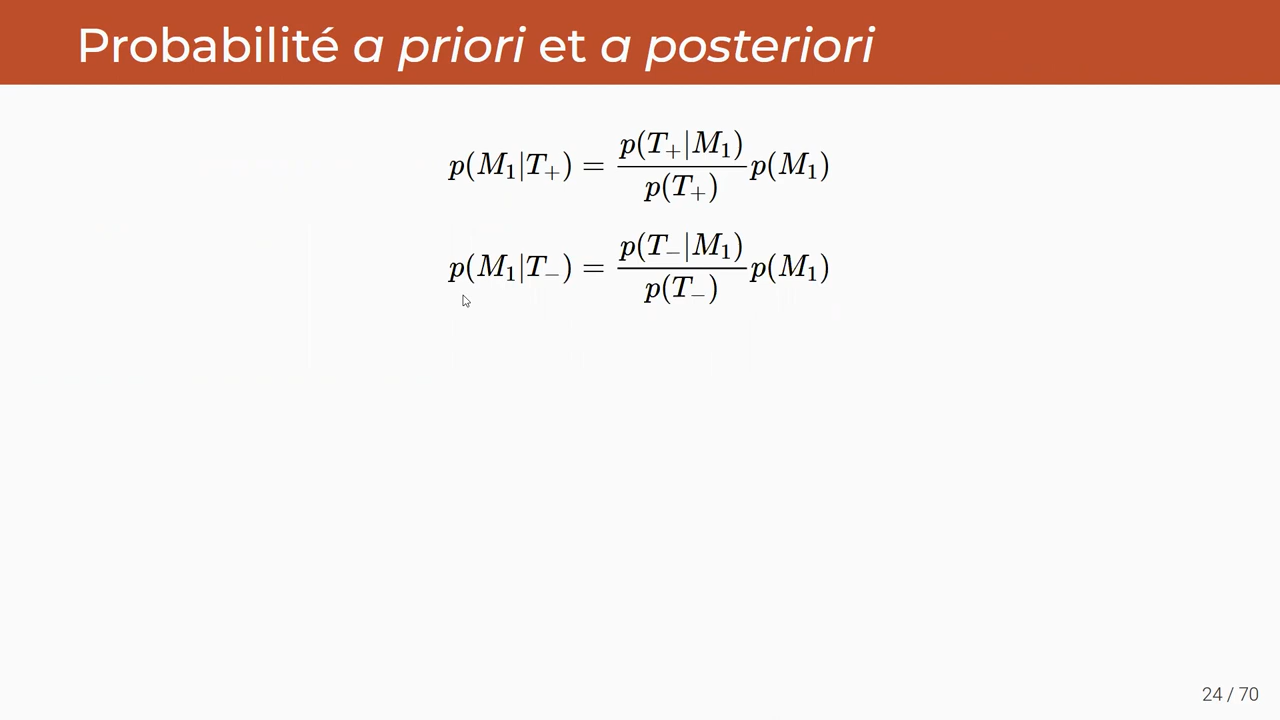 Probabilité a priori et a posteriori
p(M₁|T₊) = p(T₊|M₁) / p(T₊) p(M₁)
p(M₁|T₋) = p(T₋|M₁) / p(T₋) p(M₁)
24 / 70